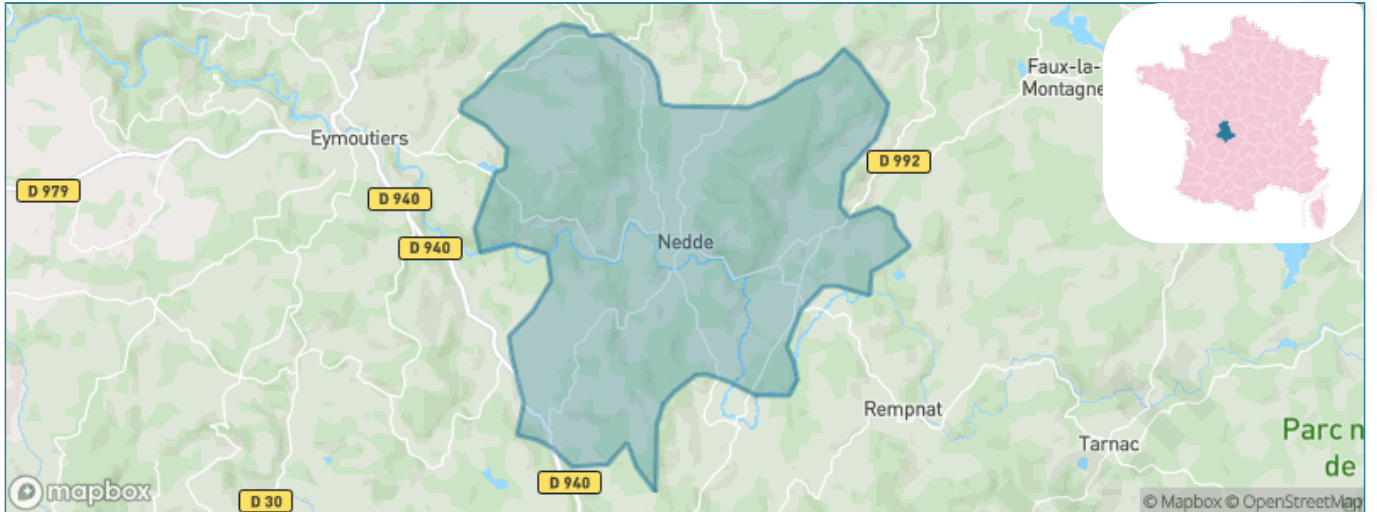 Faux-la-
Montagne
Eymoutiers
D 992
D 979
D 940
D 940
Nedde
Rempnat
Parc n
Tarnac
de
D 940
mapbox
D 30
© Mapbox © OpenStreetMap